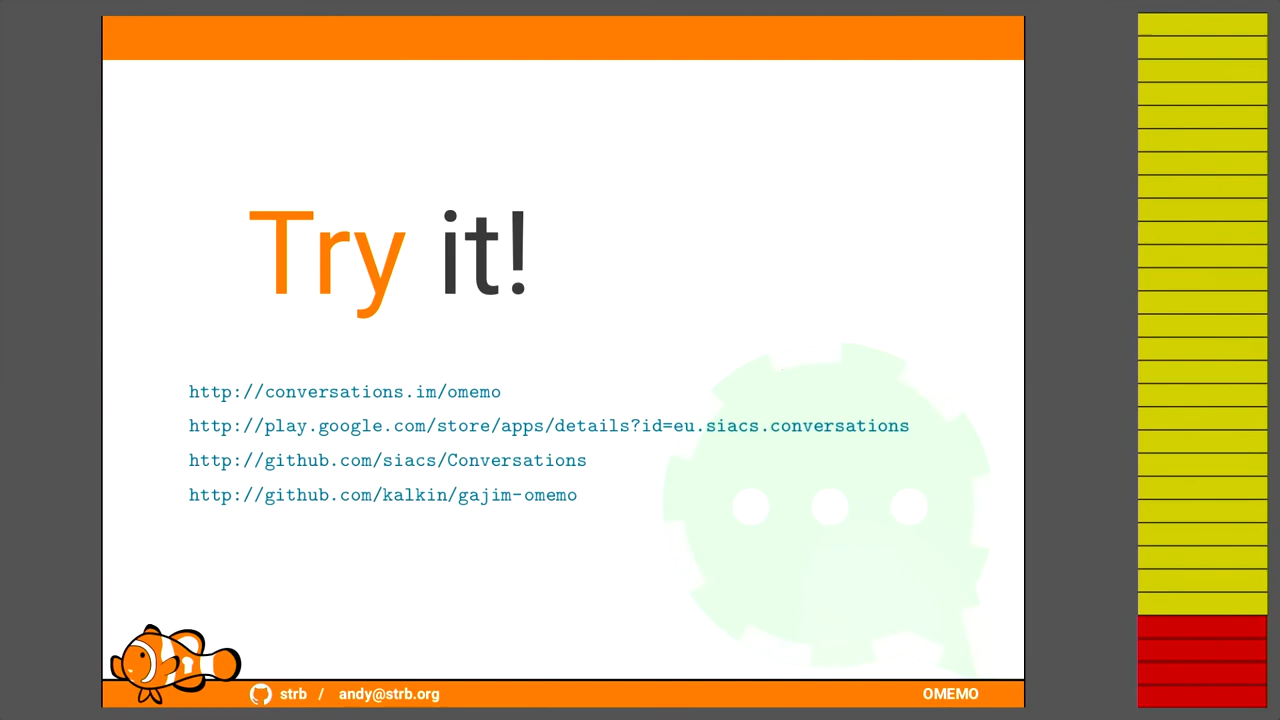 Try it!
http://conversations.im/omemo
http://play.google.com/store/apps/details?id=eu.siacs.conversations
http://github.com/siacs/Conversations
http://github.com/kalkin/gajim-omemo
strb / andy@strb.org
OMEMO